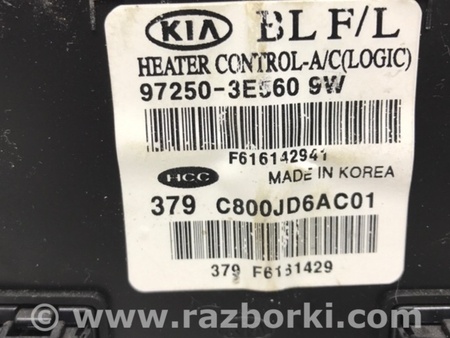 KIA BL F/L
HEATER CONTROL-A/C(LOGIC)
97250-3E560 9W
F616142941
HCC MADE IN KOREA
379 C800JD6AC01
379 F6161429
www.razborki.com